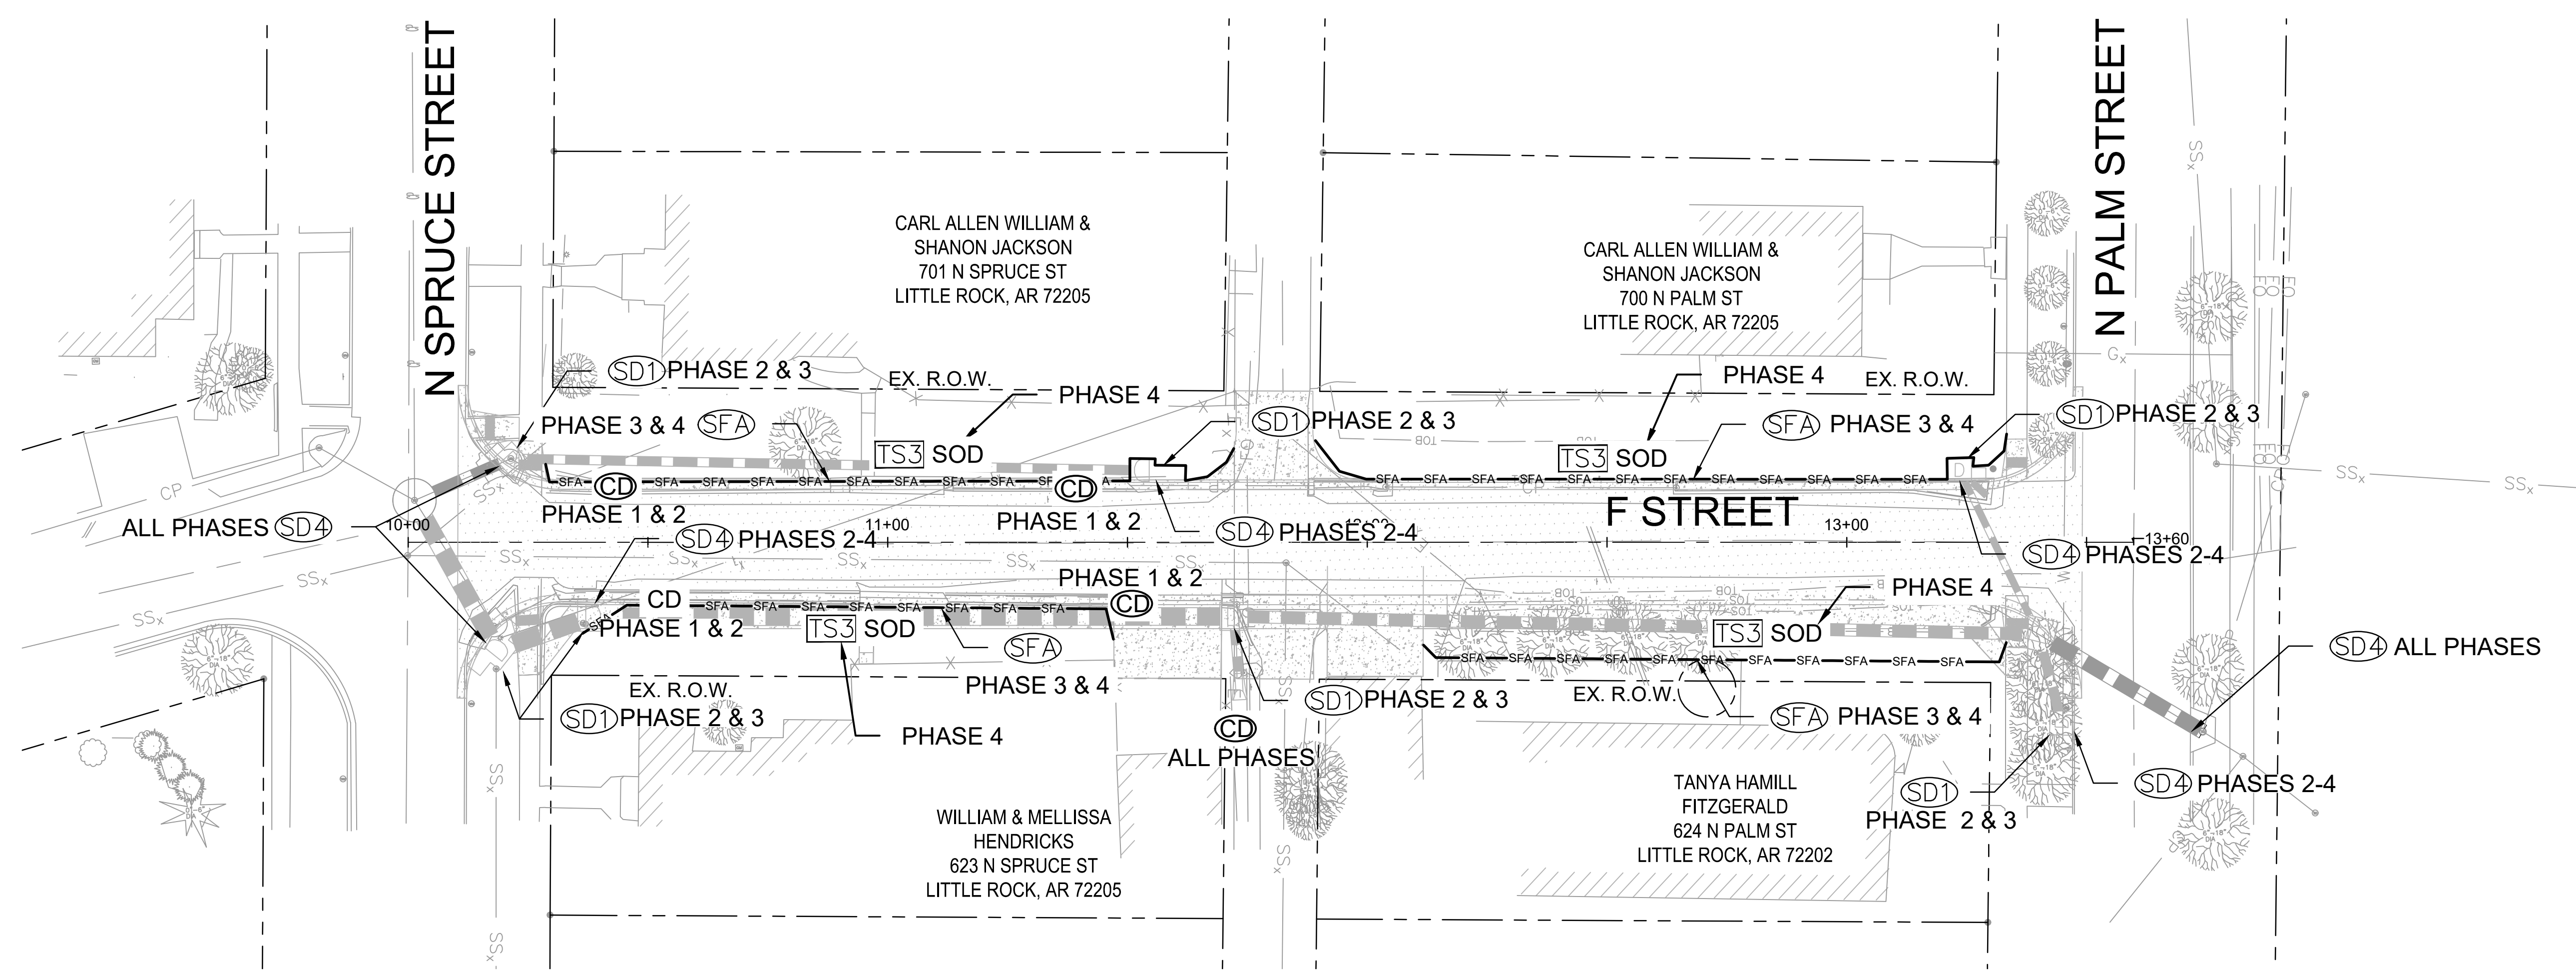 N SPRUCE STREET
N PALM STREET
CARL ALLEN WILLIAM &
SHANON JACKSON
701 N SPRUCE ST
LITTLE ROCK, AR 72205
CARL ALLEN WILLIAM &
SHANON JACKSON
700 N PALM ST
LITTLE ROCK, AR 72205
SD1 PHASE 2 & 3
EX. R.O.W.
PHASE 4
PHASE 4
EX. R.O.W.
PHASE 3 & 4 SFA
TS3 SOD
SD1 PHASE 2 & 3
TS3 SOD
SFA PHASE 3 & 4
SD1 PHASE 2 & 3
CD
PHASE 1 & 2
CD
PHASE 1 & 2
F STREET
ALL PHASES SD4
10+00
11+00
13+00
13+60
SD4 PHASES 2-4
SD4 PHASES 2-4
SD4 PHASES 2-4
PHASE 1 & 2
CD
CD
PHASE 1 & 2
TS3 SOD
SFA
PHASE 3 & 4
PHASE 4
TS3 SOD
SD4 ALL PHASES
EX. R.O.W.
SD1 PHASE 2 & 3
PHASE 4
SD1 PHASE 2 & 3
CD
ALL PHASES
EX. R.O.W.
SFA PHASE 3 & 4
SD1
PHASE 2 & 3
SD4 PHASES 2-4
WILLIAM & MELLISSA
HENDRICKS
623 N SPRUCE ST
LITTLE ROCK, AR 72205
TANYA HAMILL
FITZGERALD
624 N PALM ST
LITTLE ROCK, AR 72202
CP
SSx
SSx
SSx
SSx
Gx